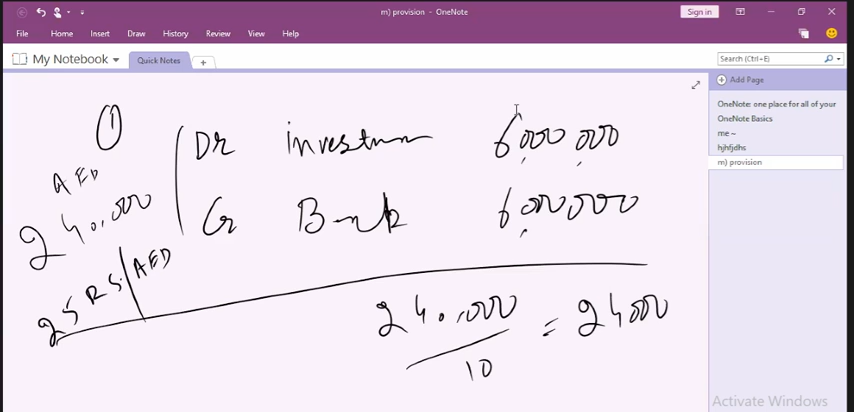 m) provision - OneNote
Sign in
File Home Insert Draw History Review View Help
My Notebook Quick Notes
Search (Ctrl+E)
Add Page
OneNote: one place for all of your
OneNote Basics
me ~
hjhfjdhs
m) provision
1
Dr investmen 6,000,000
AED
240,000
Cr Bank 6,000,000
25 RS/AED
240,000 / 10 = 24000
Activate Windows